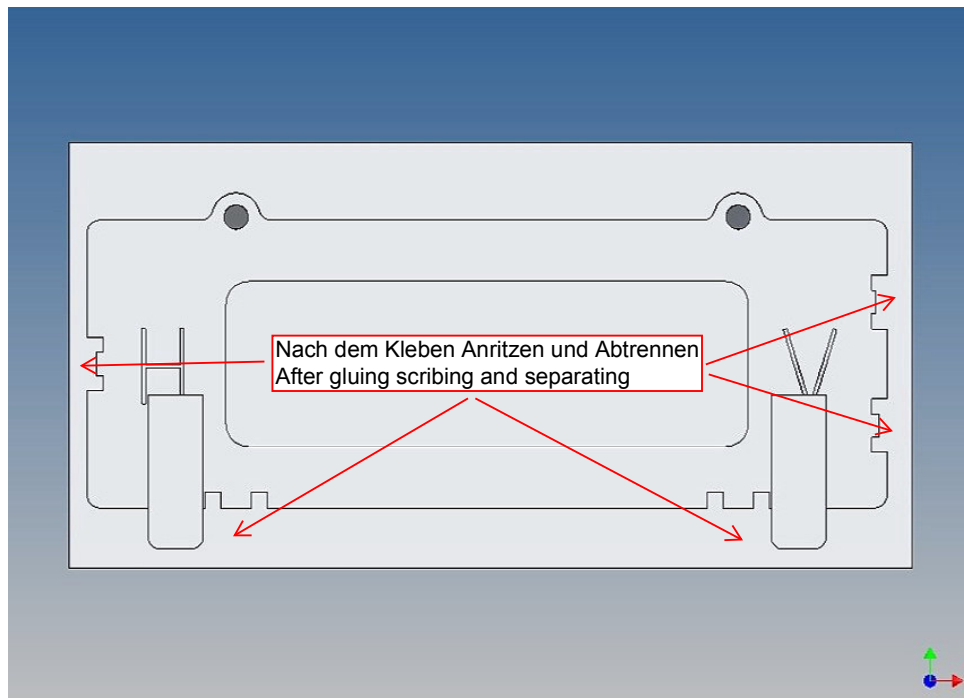 Nach dem Kleben Anritzen und Abtrennen
After gluing scribing and separating